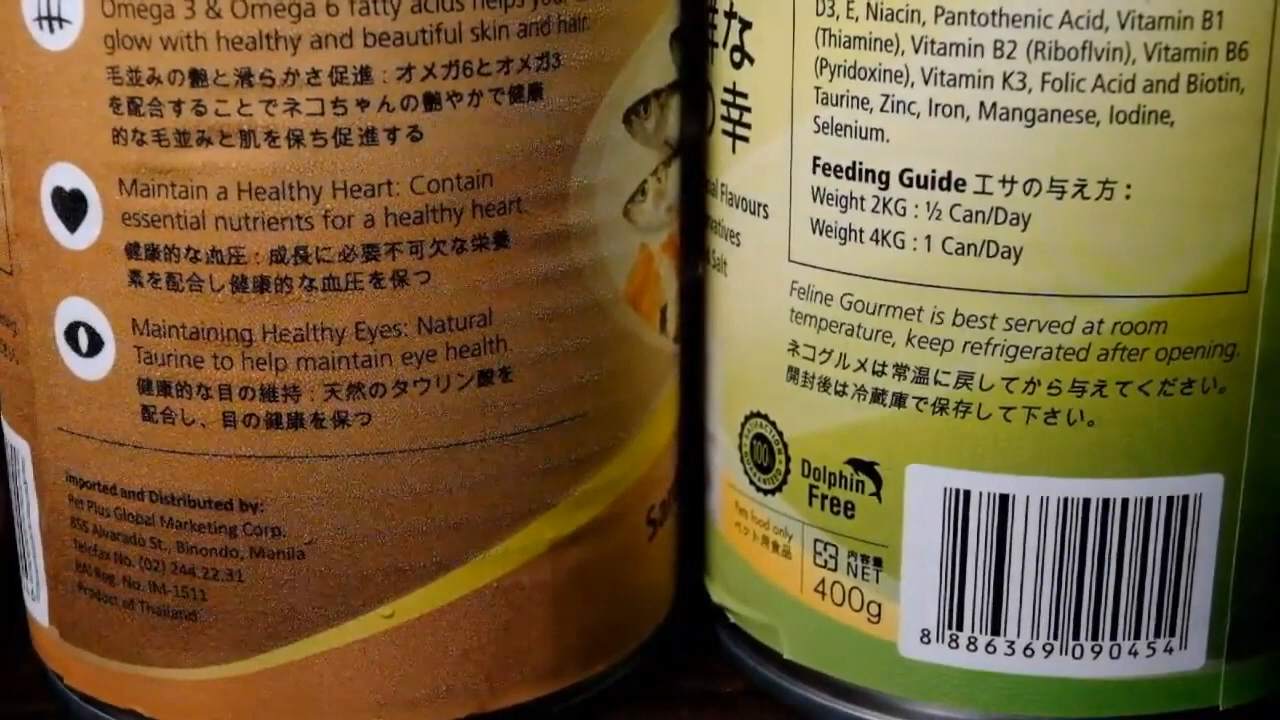 Omega 3 & Omega 6 fatty acids helps
glow with healthy and beautiful skin and hair.
毛並みの艶と滑らかさ促進：オメガ6とオメガ3
を配合することでネコちゃんの艶やかで健康
的な毛並みと肌を保ち促進する
Maintain a Healthy Heart: Contain
essential nutrients for a healthy heart.
健康的な血圧：成長に必要不可欠な栄養
素を配合し健康的な血圧を保つ
Maintaining Healthy Eyes: Natural
Taurine to help maintain eye health.
健康的な目の維持：天然のタウリン酸を
配合し、目の健康を保つ
Imported and Distributed by:
Pet Plus Global Marketing Corp.
856 Alvarado St., Binondo, Manila
Telefax No. (02) 244.22.31
BAI Reg. No. IM-1511
Product of Thailand
な
幸
Flavours
Salt
D3, E, Niacin, Pantothenic Acid, Vitamin B1
(Thiamine), Vitamin B2 (Riboflvin), Vitamin B6
(Pyridoxine), Vitamin K3, Folic Acid and Biotin,
Taurine, Zinc, Iron, Manganese, Iodine,
Selenium.
Feeding Guide エサの与え方：
Weight 2KG : ½ Can/Day
Weight 4KG : 1 Can/Day
Feline Gourmet is best served at room
temperature, keep refrigerated after opening.
ネコグルメは常温に戻してから与えてください。
開封後は冷蔵庫で保存して下さい。
SATISFACTION
100
GUARANTEED
Dolphin
Free
Pets food only
ペット用食品
内容量
NET
400g
8 886369 090454